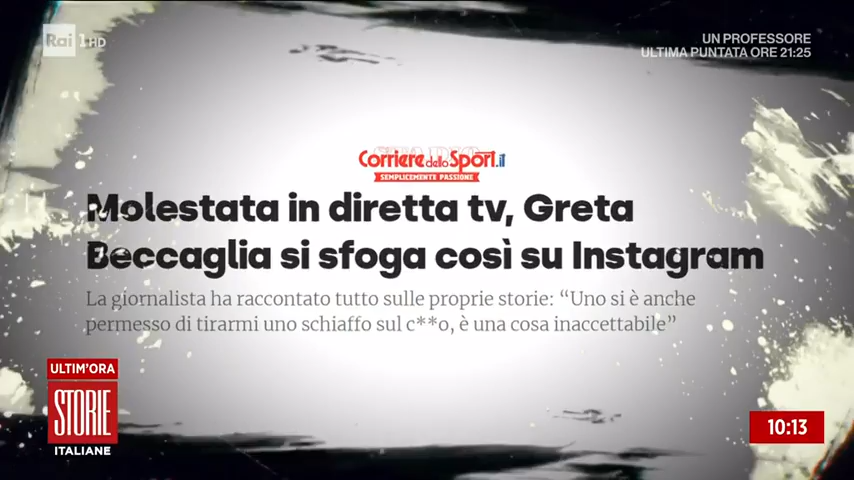 Rai 1 HD
UN PROFESSORE
ULTIMA PUNTATA ORE 21:25
Corriere dello Sport.it
SEMPLICEMENTE PASSIONE
Molestata in diretta tv, Greta
Beccaglia si sfoga così su Instagram
La giornalista ha raccontato tutto sulle proprie storie: “Uno si è anche
permesso di tirarmi uno schiaffo sul c**o, è una cosa inaccettabile”
ULTIM'ORA
STORIE
ITALIANE
10:13